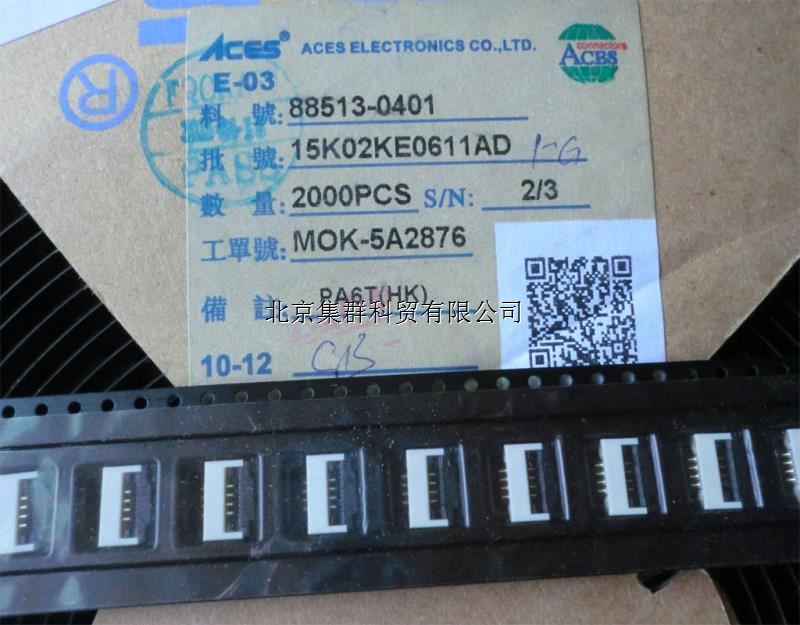 ACES® ACES ELECTRONICS CO.,LTD.
connectors
ACES
®
E-03
料 號: 88513-0401
批 號: 15K02KE0611AD
數 量: 2000PCS S/N: 2/3
工單號: MOK-5A2876
備 註: PA6T(HK)
北京集群科贸有限公司
10-12